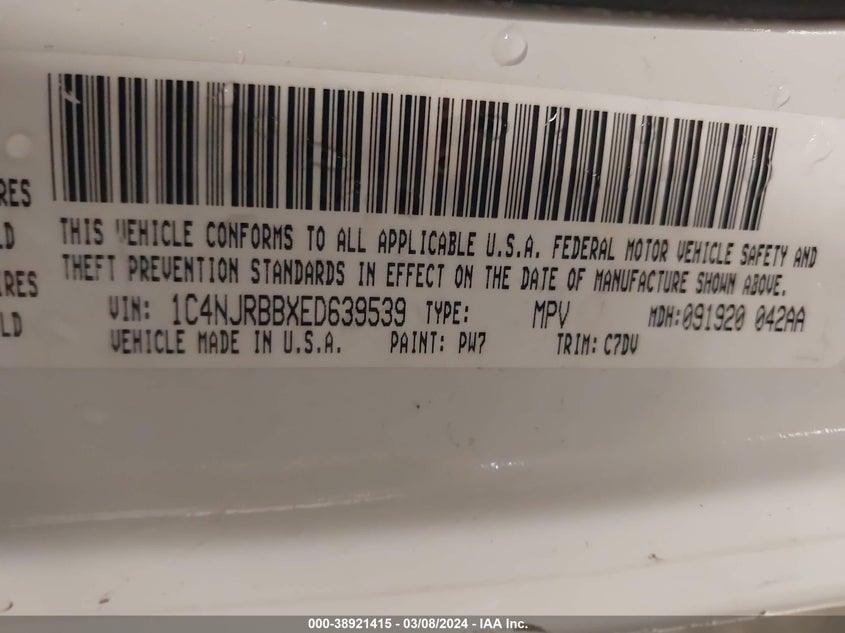 RES
LD
IRES
LD
THIS VEHICLE CONFORMS TO ALL APPLICABLE U.S.A. FEDERAL MOTOR VEHICLE SAFETY AND
THEFT PREVENTION STANDARDS IN EFFECT ON THE DATE OF MANUFACTURE SHOWN ABOVE.
VIN: 1C4NJRBBXED639539 TYPE: MPV MDH:091920 042AA
VEHICLE MADE IN U.S.A. PAINT: PW7 TRIM: C7DV
000-38921415 - 03/08/2024 - IAA Inc.